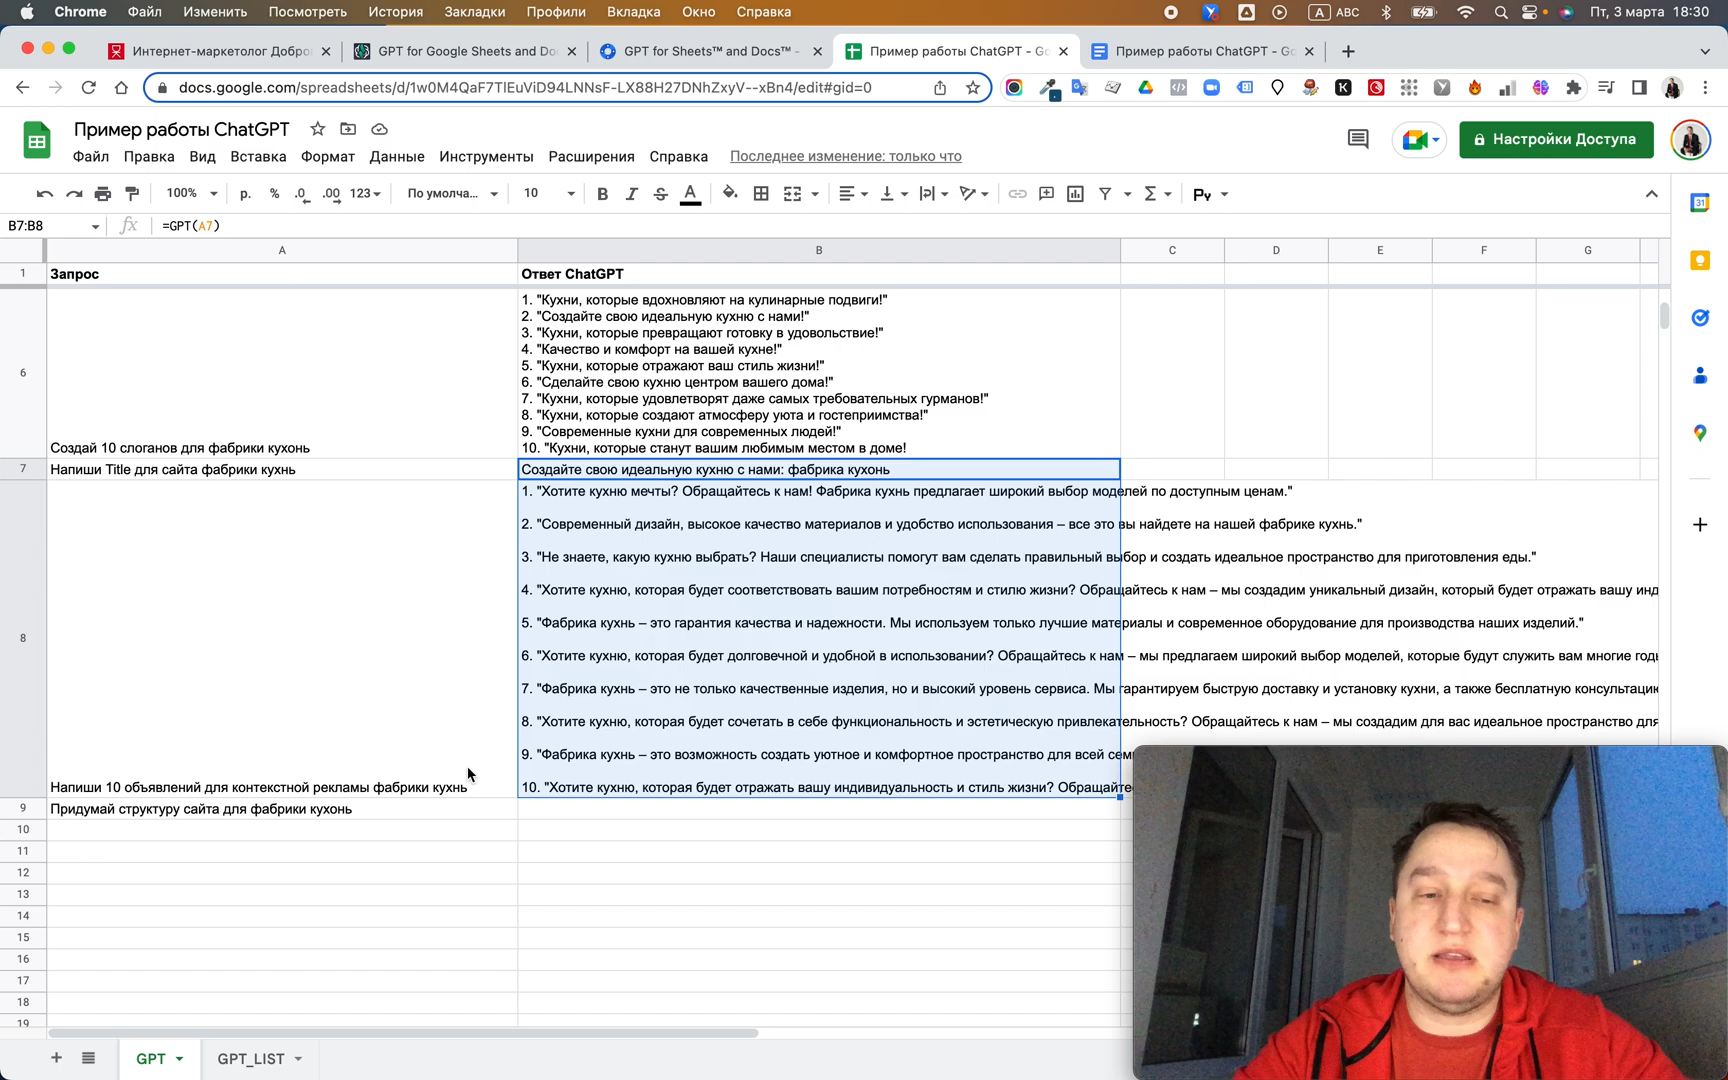 Chrome Файл Изменить Посмотреть История Закладки Профили Вкладка Окно Справка A ABC Пт, 3 марта 18:30
Интернет-маркетолог Добро GPT for Google Sheets and Do GPT for Sheets™ and Docs™ - Пример работы ChatGPT - Go Пример работы ChatGPT - Go
docs.google.com/spreadsheets/d/1w0M4QaF7TlEuViD94LNNsF-LX88H27DNhZxyV--xBn4/edit#gid=0
Пример работы ChatGPT
Настройки Доступа
Файл Правка Вид Вставка Формат Данные Инструменты Расширения Справка Последнее изменение: только что
100% р. % .0 .00 123 По умолча... 10 B I S A Σ Ру
B7:B8 fx =GPT(A7)
A B C D E F G
1 Запрос Ответ ChatGPT
1. "Кухни, которые вдохновляют на кулинарные подвиги!"
2. "Создайте свою идеальную кухню с нами!"
3. "Кухни, которые превращают готовку в удовольствие!"
4. "Качество и комфорт на вашей кухне!"
5. "Кухни, которые отражают ваш стиль жизни!"
6 6. "Сделайте свою кухню центром вашего дома!"
7. "Кухни, которые удовлетворят даже самых требовательных гурманов!"
8. "Кухни, которые создают атмосферу уюта и гостеприимства!"
9. "Современные кухни для современных людей!"
Создай 10 слоганов для фабрики кухонь 10. "Кухни, которые станут вашим любимым местом в доме!
7 Напиши Title для сайта фабрики кухнь Создайте свою идеальную кухню с нами: фабрика кухонь
1. "Хотите кухню мечты? Обращайтесь к нам! Фабрика кухнь предлагает широкий выбор моделей по доступным ценам."
2. "Современный дизайн, высокое качество материалов и удобство использования – все это вы найдете на нашей фабрике кухнь."
3. "Не знаете, какую кухню выбрать? Наши специалисты помогут вам сделать правильный выбор и создать идеальное пространство для приготовления еды."
4. "Хотите кухню, которая будет соответствовать вашим потребностям и стилю жизни? Обращайтесь к нам – мы создадим уникальный дизайн, который будет отражать вашу инд
5. "Фабрика кухнь – это гарантия качества и надежности. Мы используем только лучшие материалы и современное оборудование для производства наших изделий."
8
6. "Хотите кухню, которая будет долговечной и удобной в использовании? Обращайтесь к нам – мы предлагаем широкий выбор моделей, которые будут служить вам многие годы
7. "Фабрика кухнь – это не только качественные изделия, но и высокий уровень сервиса. Мы гарантируем быструю доставку и установку кухни, а также бесплатную консультацию
8. "Хотите кухню, которая будет сочетать в себе функциональность и эстетическую привлекательность? Обращайтесь к нам – мы создадим для вас идеальное пространство для
9. "Фабрика кухнь – это возможность создать уютное и комфортное пространство для всей сем
Напиши 10 объявлений для контекстной рекламы фабрики кухнь 10. "Хотите кухню, которая будет отражать вашу индивидуальность и стиль жизни? Обращайте
9 Придумай структуру сайта для фабрики кухонь
10
11
12
13
14
15
16
17
18
19
GPT GPT_LIST